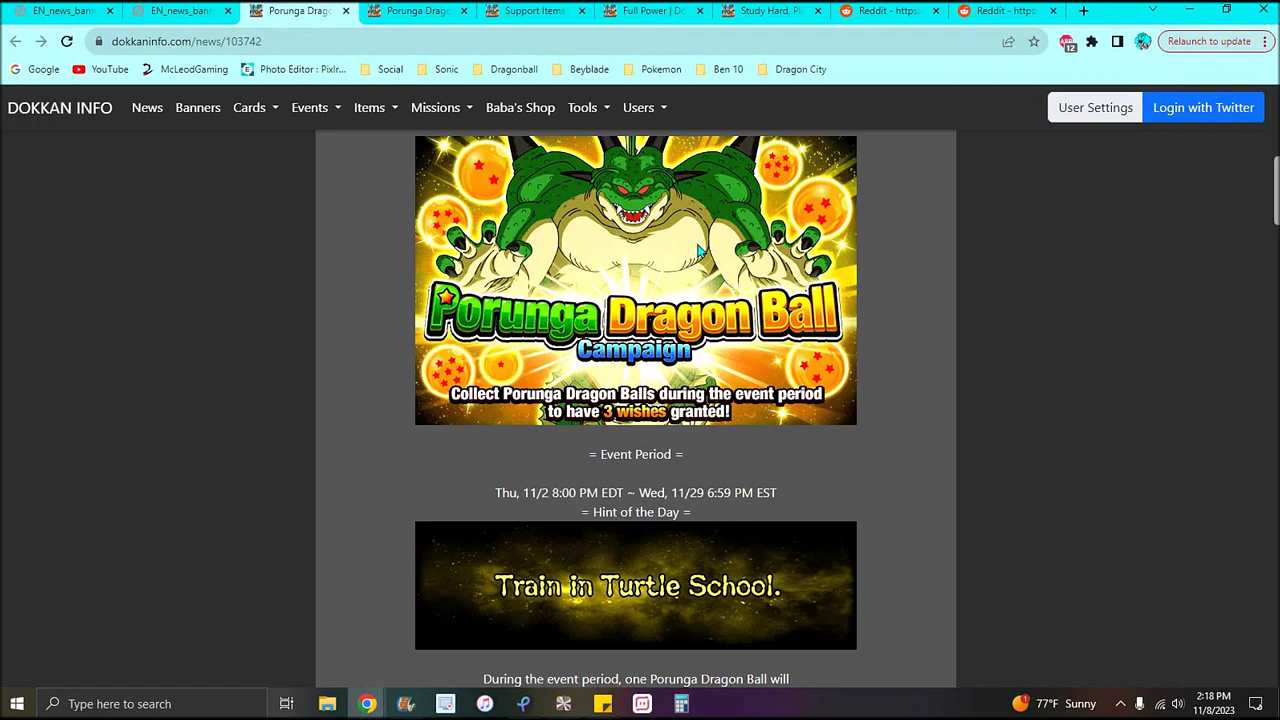 EN_news_bann
EN_news_bann
Porunga Drago
Porunga Drago
Support Items
Full Power | Do
Study Hard, Pl
Reddit - https:
Reddit - https:
dokkaninfo.com/news/103742
12
Relaunch to update
Google
YouTube
McLeodGaming
Photo Editor : Pixlr...
Social
Sonic
Dragonball
Beyblade
Pokemon
Ben 10
Dragon City
DOKKAN INFO
News
Banners
Cards
Events
Items
Missions
Baba's Shop
Tools
Users
User Settings
Login with Twitter
Porunga Dragon Ball
Campaign
Collect Porunga Dragon Balls during the event period
to have 3 wishes granted!
= Event Period =
Thu, 11/2 8:00 PM EDT ~ Wed, 11/29 6:59 PM EST
= Hint of the Day =
Train in Turtle School.
During the event period, one Porunga Dragon Ball will
Type here to search
77°F Sunny
2:18 PM
11/8/2023